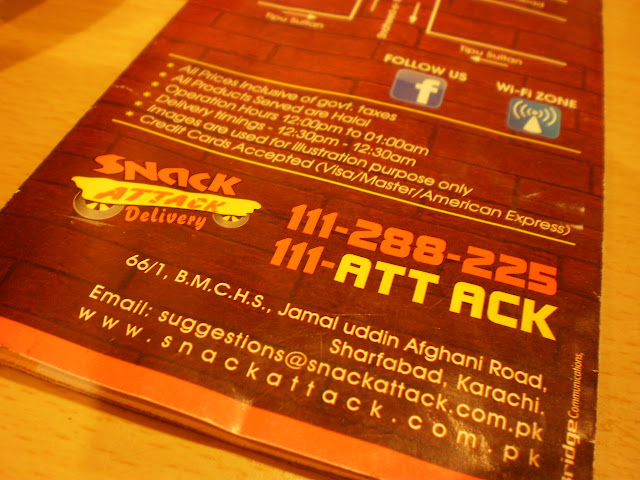 Tipu Sultan
Tipu Sultan
FOLLOW US
f
Wi-Fi ZONE
• All Prices Inclusive of govt. taxes
• All Products Served are Halal
• Operation Hours 12:00pm to 01:00am
• Delivery timings - 12:30pm - 12:30am
• Images are used for illustration purpose only
• Credit Cards Accepted (Visa/Master/American Express)
SNACK
ATTACK
Delivery
111-288-225
111-ATT ACK
66/1, B.M.C.H.S., Jamal uddin Afghani Road,
Sharfabad, Karachi.
Email: suggestions@snackattack.com.pk
www.snackattack.com.pk
Bridge Communications,